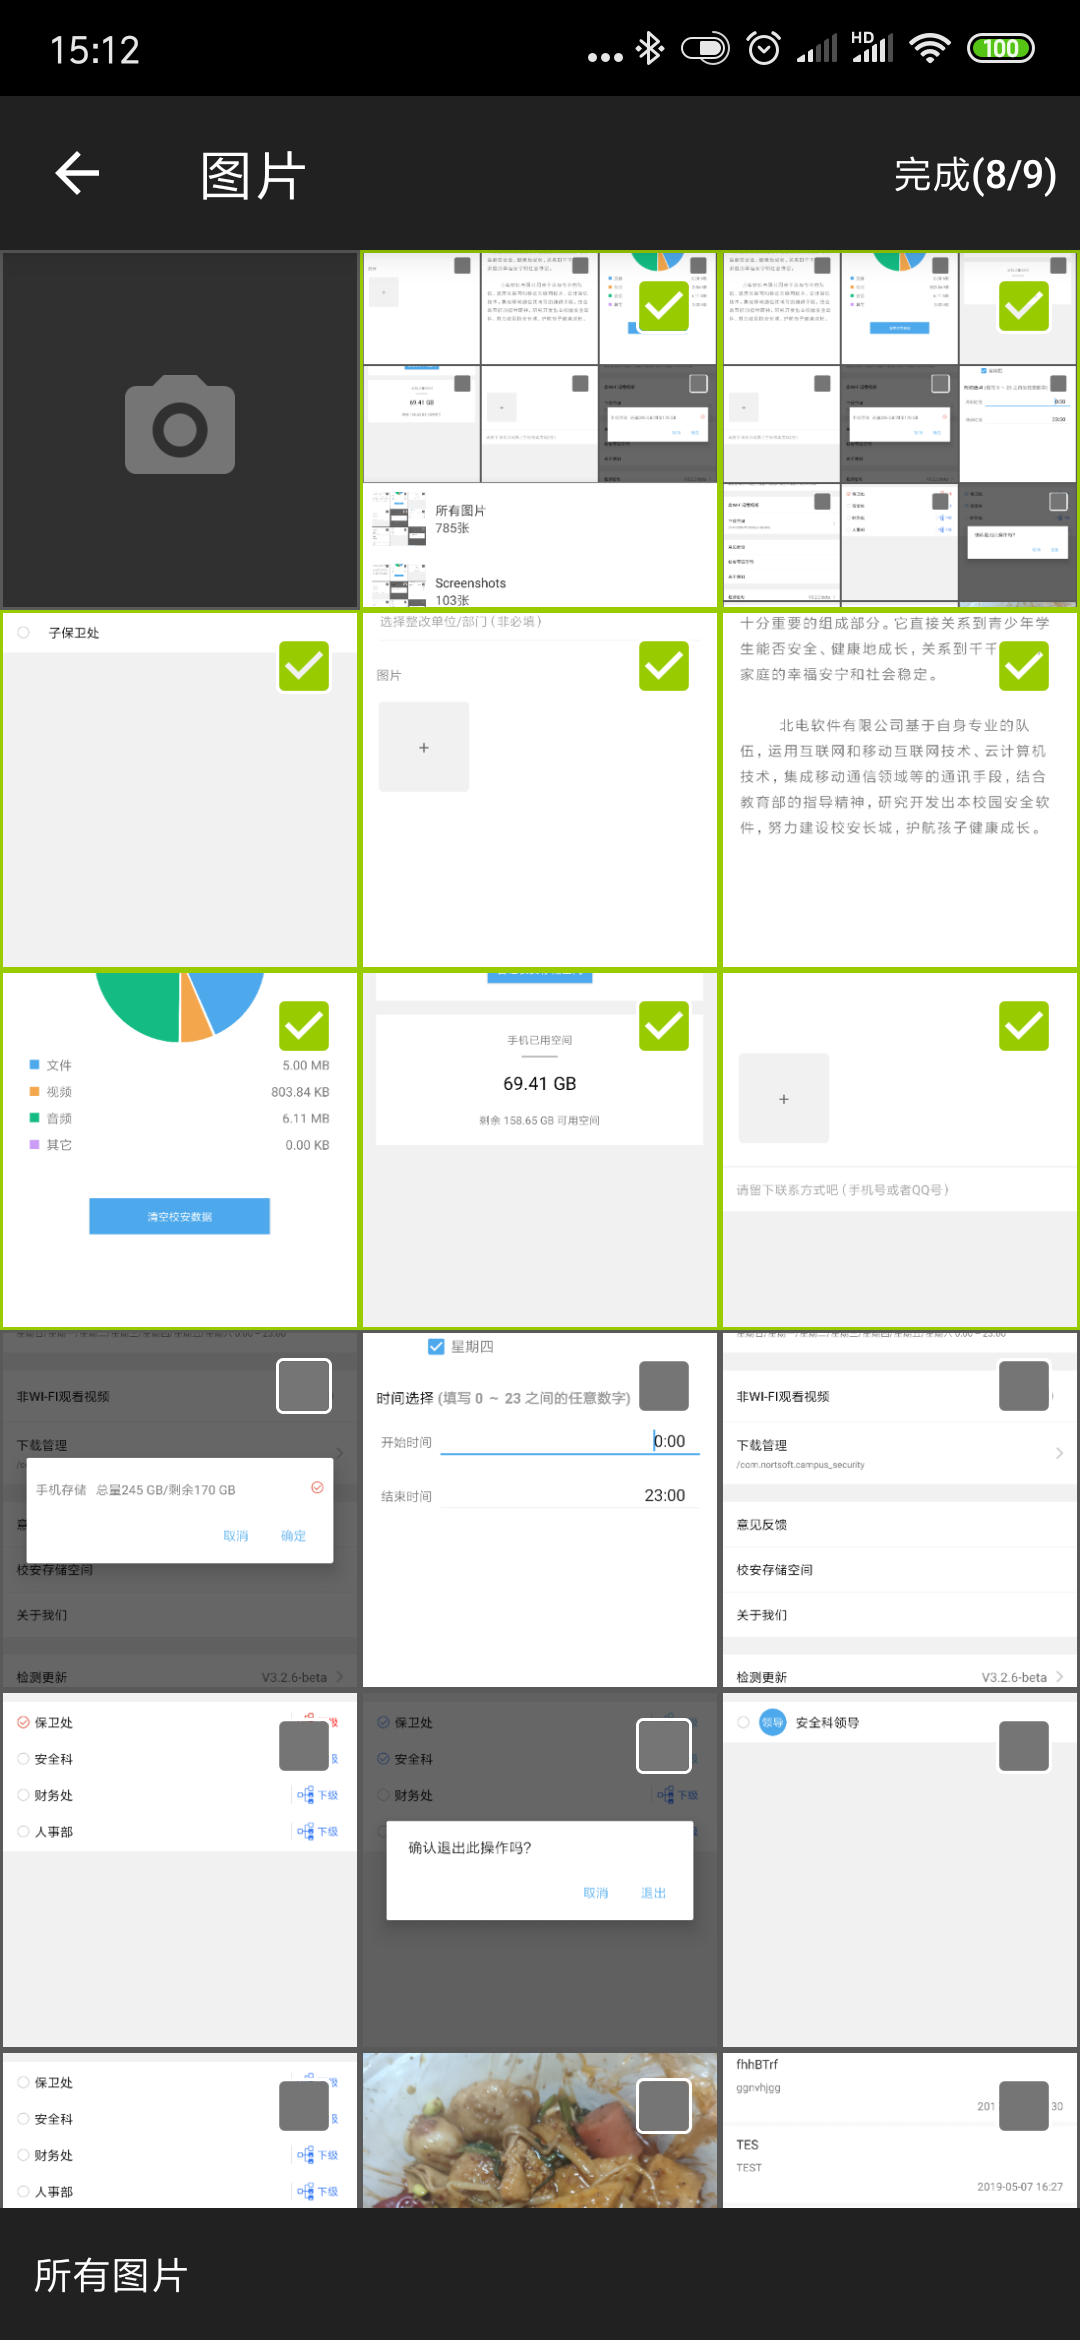 15:12
HD
100
图片
完成(8/9)
所有图片
785张
Screenshots
103张
子保卫处
选择整改单位/部门（非必填）
图片
+
十分重要的组成部分。它直接关系到青少年学
生能否安全、健康地成长，关系到千千
家庭的幸福安宁和社会稳定。
北电软件有限公司基于自身专业的队
伍，运用互联网和移动互联网技术、云计算机
技术，集成移动通信领域等的通讯手段，结合
教育部的指导精神，研究开发出本校园安全软
件，努力建设校安长城，护航孩子健康成长。
文件 5.00 MB
视频 803.84 KB
音频 6.11 MB
其它 0.00 KB
清空校安数据
手机已用空间
69.41 GB
剩余 158.65 GB 可用空间
+
请留下联系方式吧（手机号或者QQ号）
非WI-FI观看视频
下载管理
手机存储 总量245 GB/剩余170 GB
取消 确定
校安存储空间
关于我们
检测更新 V3.2.6-beta
星期四
时间选择 (填写 0 ~ 23 之间的任意数字)
开始时间 0:00
结束时间 23:00
非WI-FI观看视频
下载管理
/com.nortsoft.campus_security
意见反馈
校安存储空间
关于我们
检测更新 V3.2.6-beta
保卫处
安全科
财务处 下级
人事部 下级
保卫处
安全科
财务处 下级
确认退出此操作吗?
取消 退出
领导 安全科领导
保卫处
安全科
财务处 下级
人事部 下级
fhhBTrf
ggnvhjgg
201 30
TES
TEST
2019-05-07 16:27
所有图片